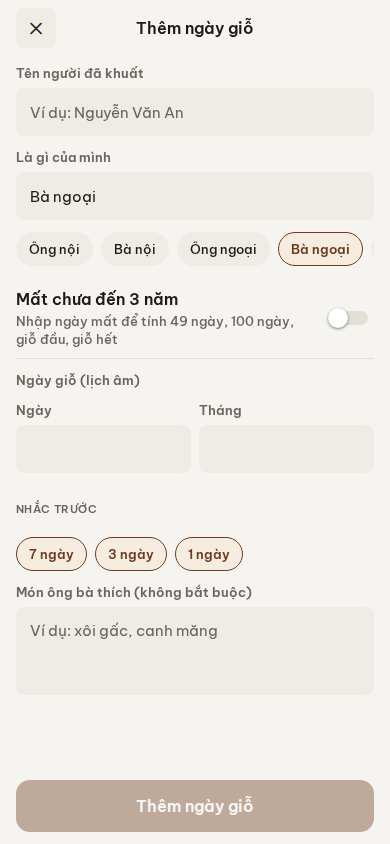 Thêm ngày giỗ
Tên người đã khuất
Ví dụ: Nguyễn Văn An
Là gì của mình
Bà ngoại
Ông nội
Bà nội
Ông ngoại
Bà ngoại
Mất chưa đến 3 năm
Nhập ngày mất để tính 49 ngày, 100 ngày,
giỗ đầu, giỗ hết
Ngày giỗ (lịch âm)
Ngày
Tháng
NHẮC TRƯỚC
7 ngày
3 ngày
1 ngày
Món ông bà thích (không bắt buộc)
Ví dụ: xôi gấc, canh măng
Thêm ngày giỗ